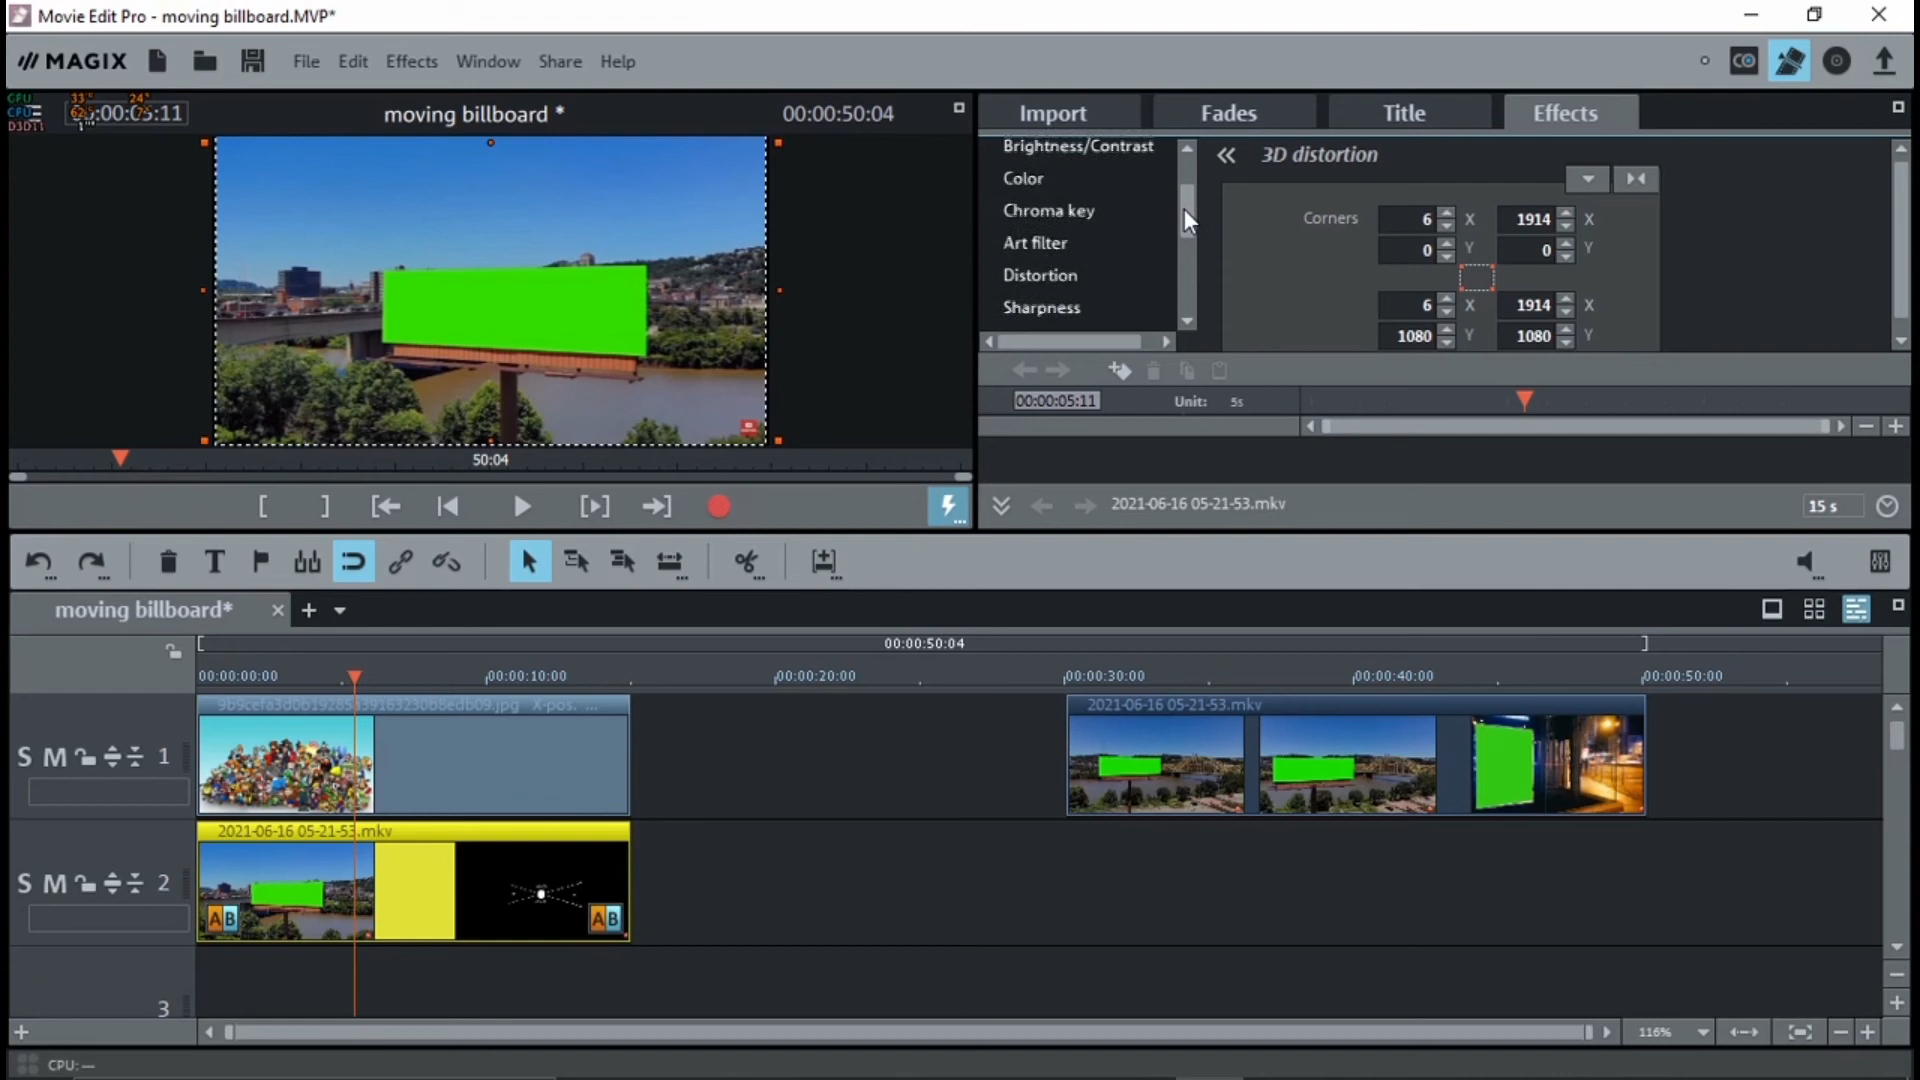 Movie Edit Pro - moving billboard.MVP*
MAGIX File Edit Effects Window Share Help
moving billboard * 00:00:50:04
50:04
Import Fades Title Effects
Brightness/Contrast
Color
Chroma key
Art filter
Distortion
Sharpness
3D distortion
Corners 6 X 1914 X
0 Y 0 Y
6 X 1914 X
1080 Y 1080 Y
00:00:05:11 Unit: 5s
2021-06-16 05-21-53.mkv 15 s
moving billboard*
00:00:50:04
00:00:00:00 00:00:10:00 00:00:20:00 00:00:30:00 00:00:40:00 00:00:50:00
X-pos. ...
2021-06-16 05-21-53.mkv
S M 1
2021-06-16 05-21-53.mkv
S M 2
AB AB
3
116%
CPU: —